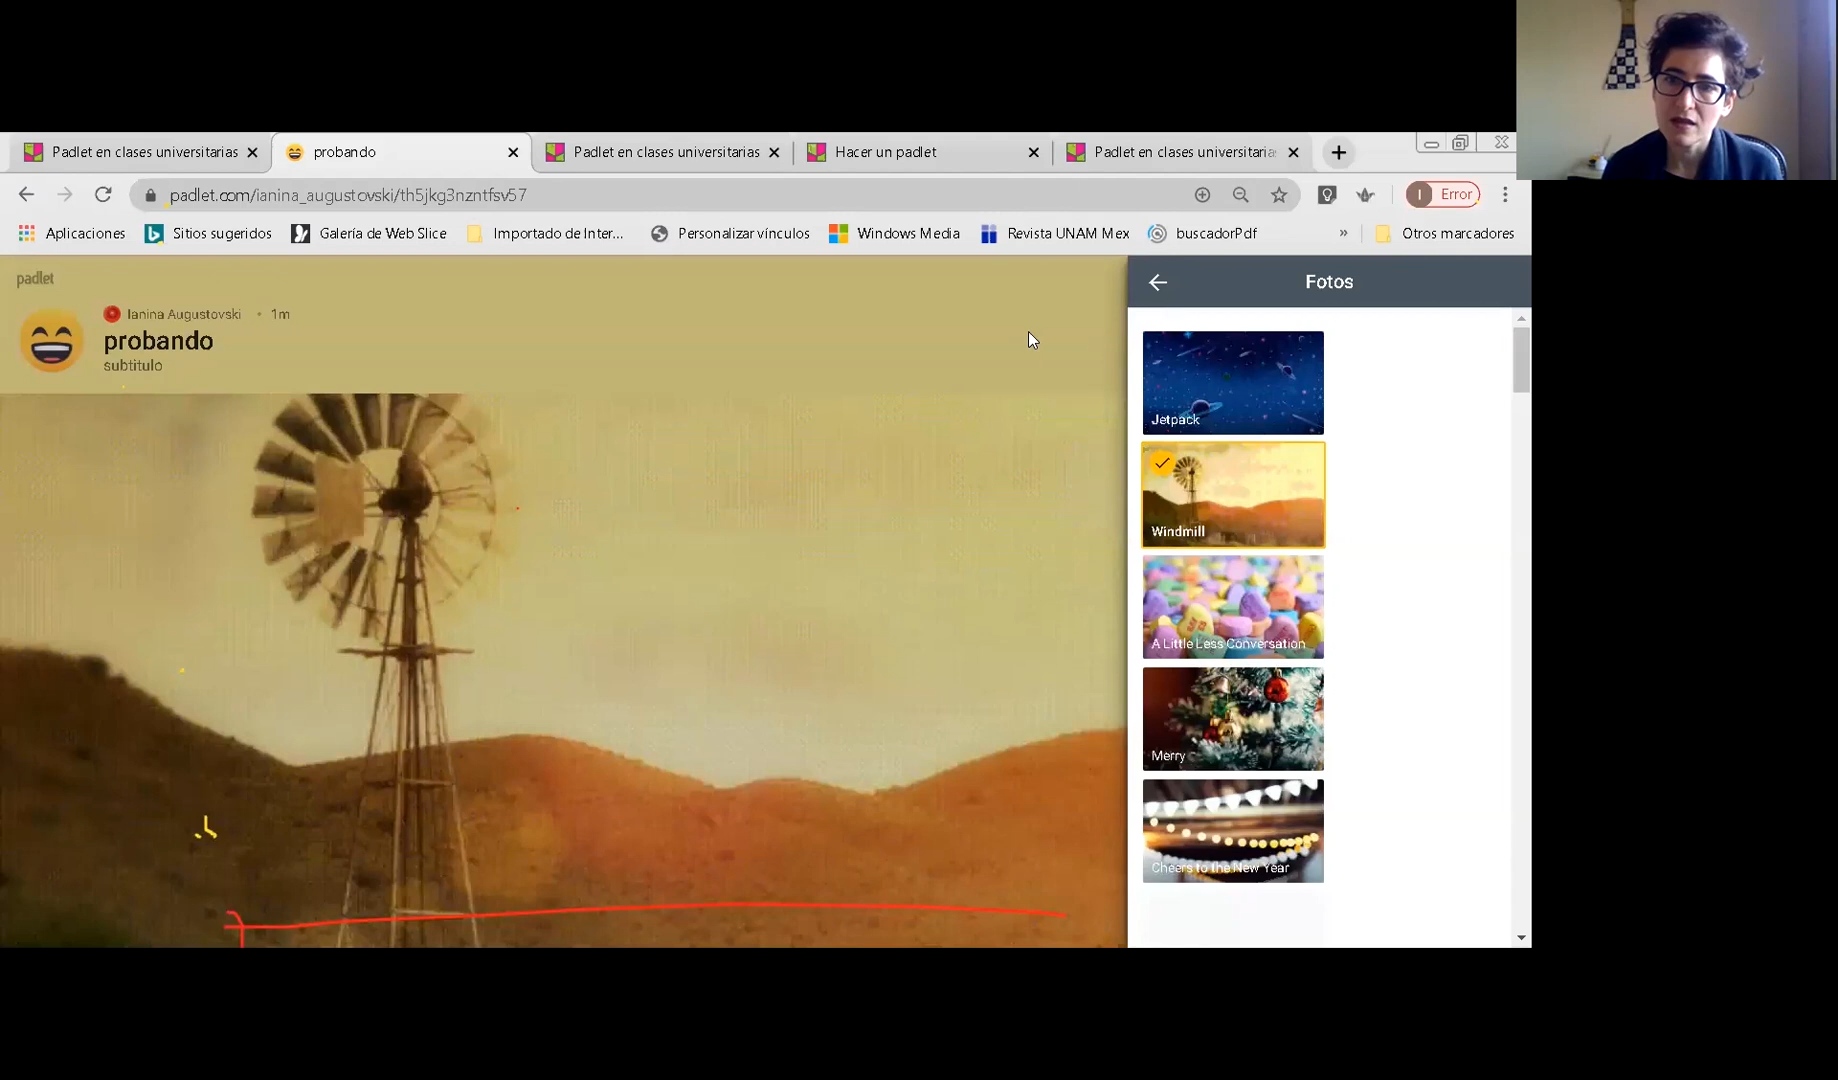 Padlet en clases universitarias
probando
Padlet en clases universitarias
Hacer un padlet
Padlet en clases universitaria
padlet.com/ianina_augustovski/th5jkg3nzntfsv57
I
Error
Aplicaciones
Sitios sugeridos
Galería de Web Slice
Importado de Inter...
Personalizar vínculos
Windows Media
Revista UNAM Mex
buscadorPdf
»
Otros marcadores
padlet
Ianina Augustovski • 1m
probando
subtitulo
Fotos
Jetpack
Windmill
A Little Less Conversation
Merry
Cheers to the New Year